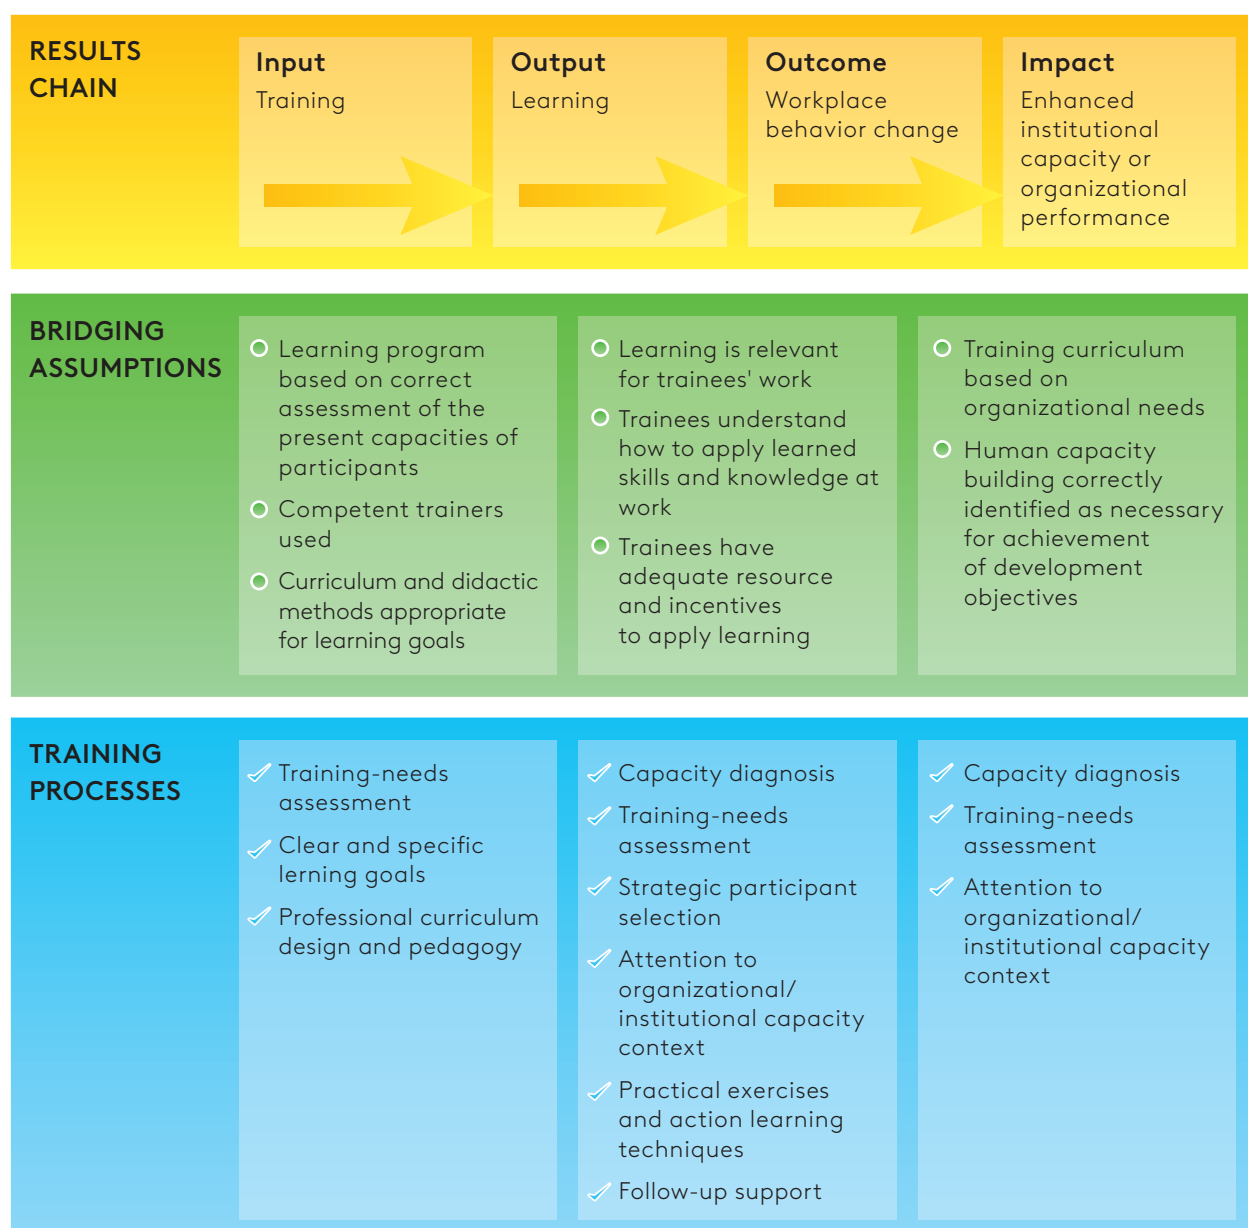 RESULTS
CHAIN
Input
Training
Output
Learning
Outcome
Workplace
behavior change
Impact
Enhanced
institutional
capacity or
organizational
performance
BRIDGING
ASSUMPTIONS
Learning program
based on correct
assessment of the
present capacities of
participants
Competent trainers
used
Curriculum and didactic
methods appropriate
for learning goals
Learning is relevant
for trainees' work
Trainees understand
how to apply learned
skills and knowledge at
work
Trainees have
adequate resource
and incentives
to apply learning
Training curriculum
based on
organizational needs
Human capacity
building correctly
identified as necessary
for achievement
of development
objectives
TRAINING
PROCESSES
Training-needs
assessment
Clear and specific
lerning goals
Professional curriculum
design and pedagogy
Capacity diagnosis
Training-needs
assessment
Strategic participant
selection
Attention to
organizational/
institutional capacity
context
Practical exercises
and action learning
techniques
Follow-up support
Capacity diagnosis
Training-needs
assessment
Attention to
organizational/
institutional capacity
context